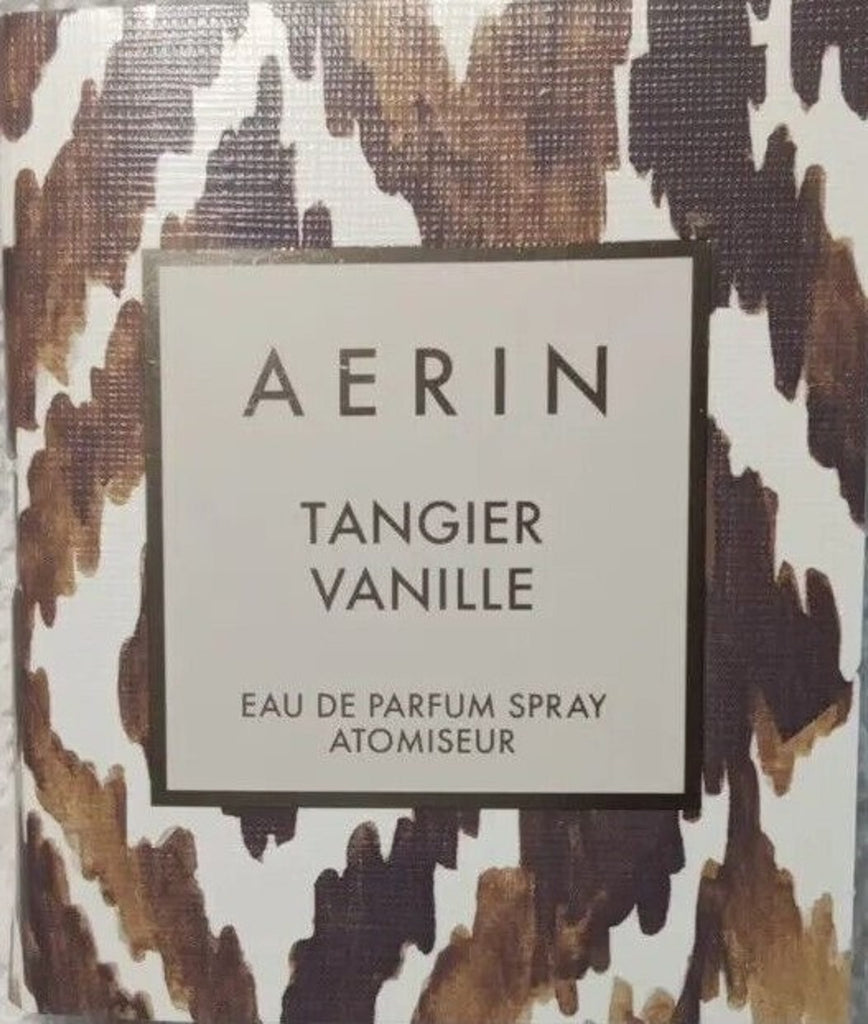 AERIN
TANGIER
VANILLE
EAU DE PARFUM SPRAY
ATOMISEUR